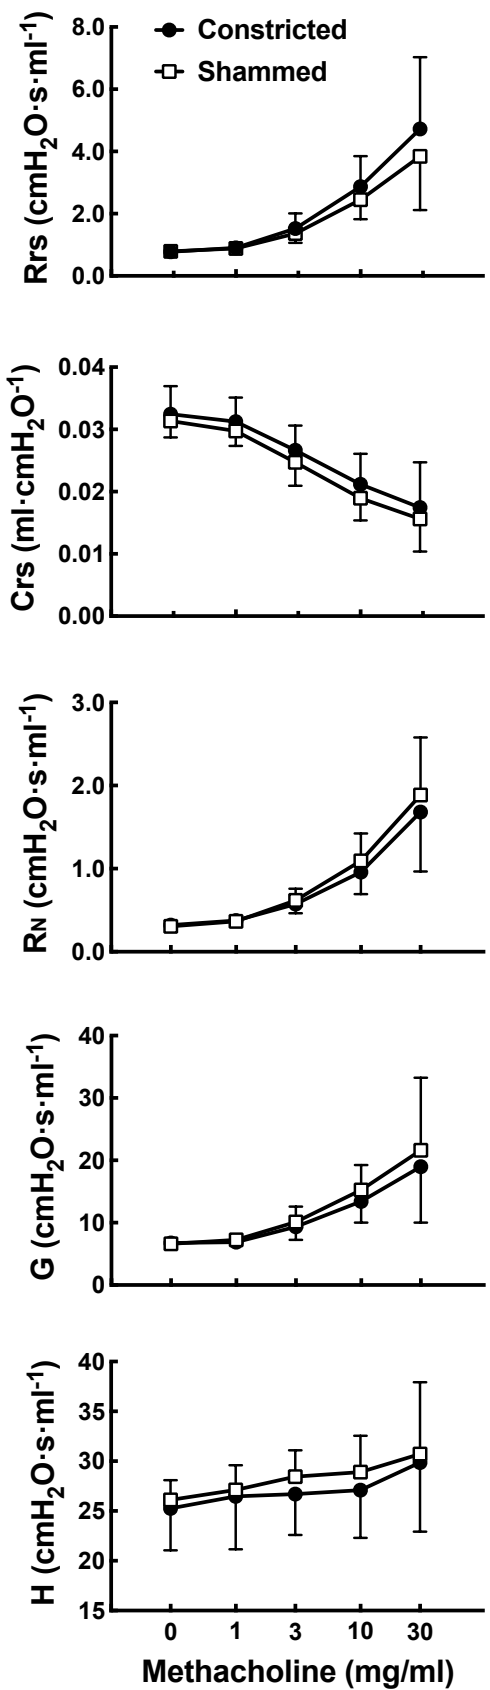 Constricted
Shammed
Rrs (cmH₂O·s·ml⁻¹)
8.0
6.0
4.0
2.0
0.0
Crs (ml·cmH₂O⁻¹)
0.04
0.03
0.02
0.01
0.00
RN (cmH₂O·s·ml⁻¹)
3.0
2.0
1.0
0.0
G (cmH₂O·s·ml⁻¹)
40
30
20
10
0
H (cmH₂O·s·ml⁻¹)
40
35
30
25
20
15
0 1 3 10 30
Methacholine (mg/ml)